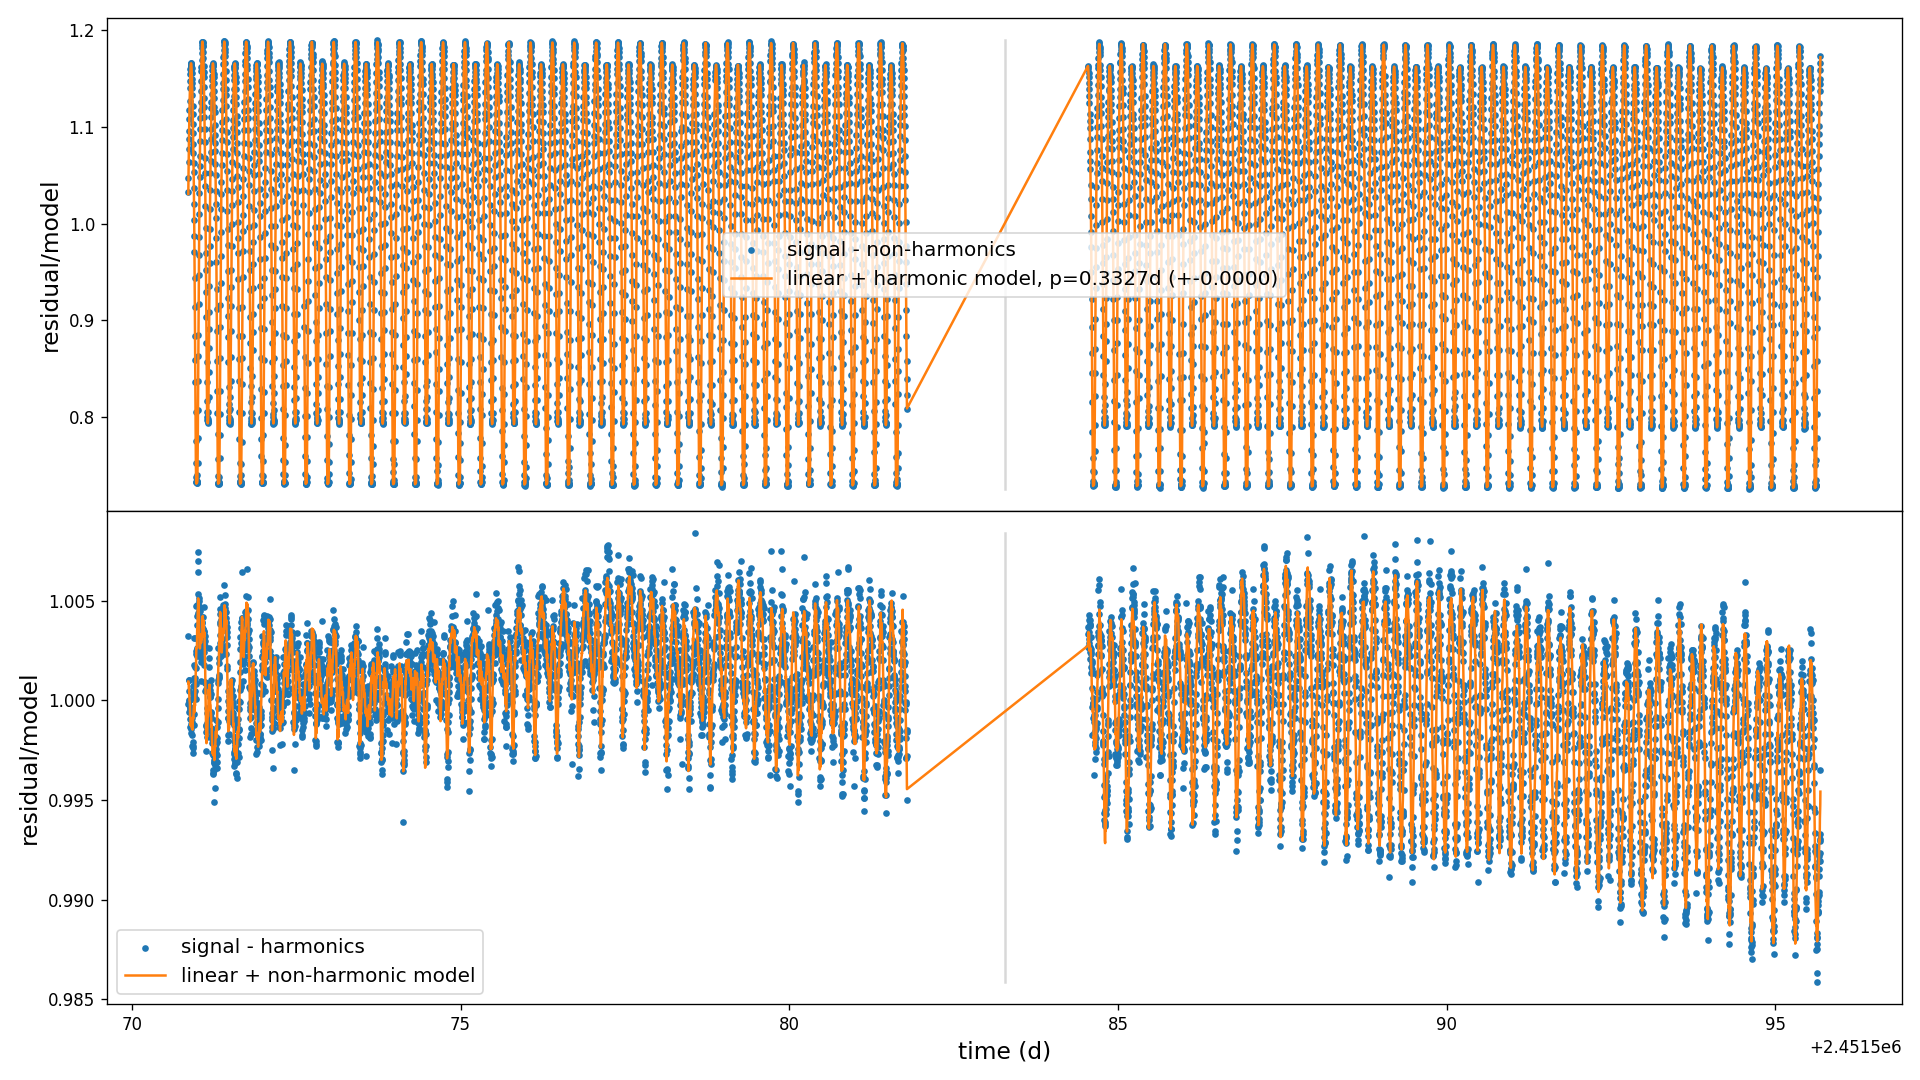 1.2
1.1
1.0
0.9
0.8
residual/model
signal - non-harmonics
linear + harmonic model, p=0.3327d (+-0.0000)
1.005
1.000
0.995
0.990
0.985
residual/model
signal - harmonics
linear + non-harmonic model
70 75 80 85 90 95
time (d)
+2.4515e6